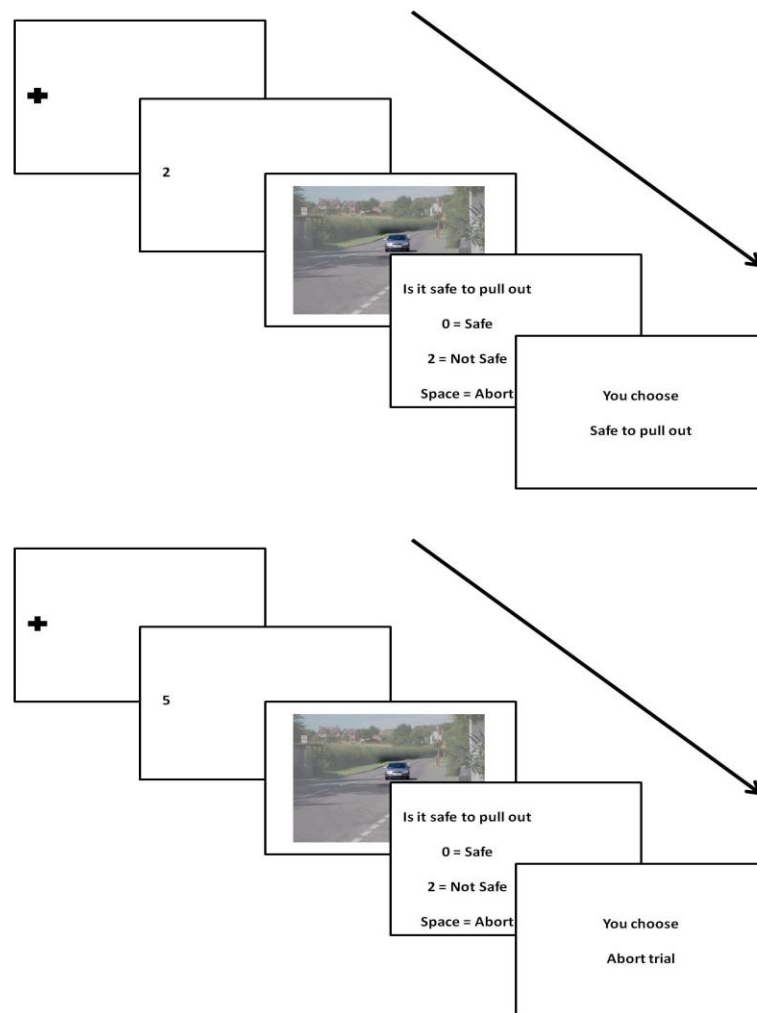 2
Is it safe to pull out
0 = Safe
2 = Not Safe
Space = Abort
You choose
Safe to pull out
5
Is it safe to pull out
0 = Safe
2 = Not Safe
Space = Abort
You choose
Abort trial